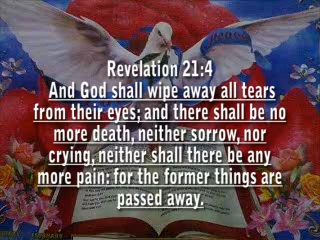 Revelation 21:4
And God shall wipe away all tears
from their eyes; and there shall be no
more death, neither sorrow, nor
crying, neither shall there be any
more pain: for the former things are
passed away.